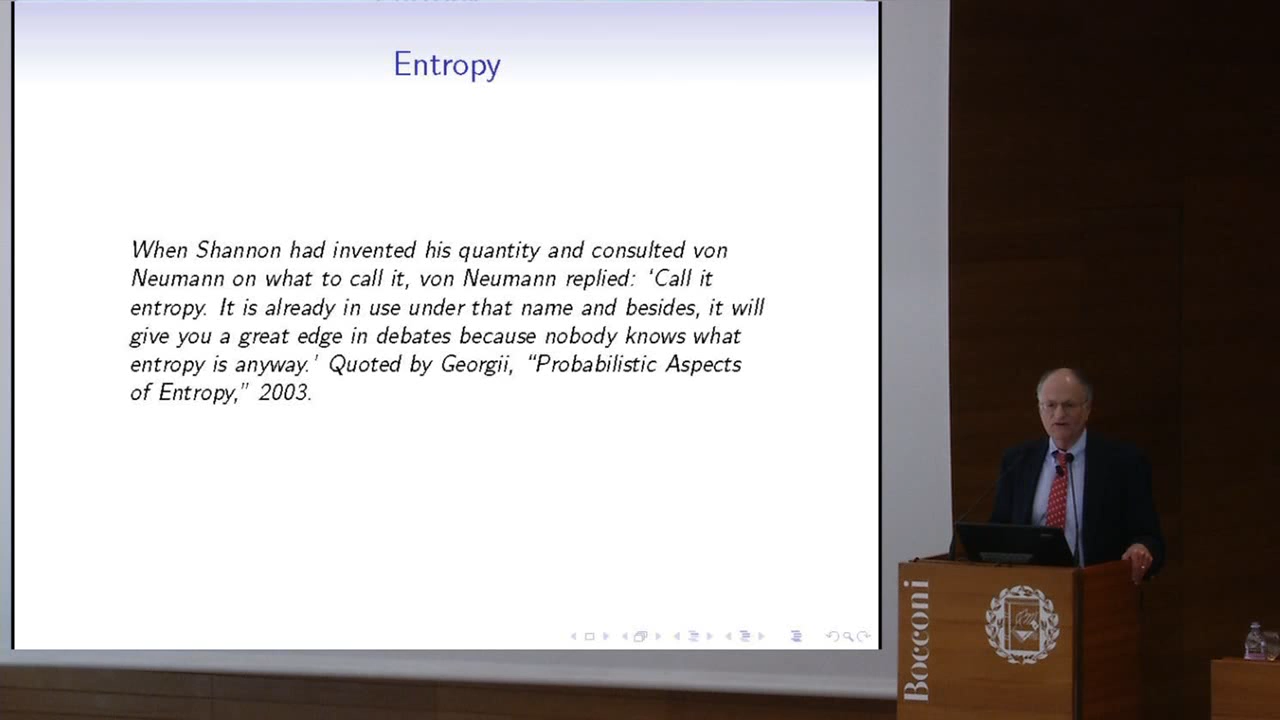 Entropy
When Shannon had invented his quantity and consulted von
Neumann on what to call it, von Neumann replied: ‘Call it
entropy. It is already in use under that name and besides, it will
give you a great edge in debates because nobody knows what
entropy is anyway.’ Quoted by Georgii, “Probabilistic Aspects
of Entropy,” 2003.
Bocconi